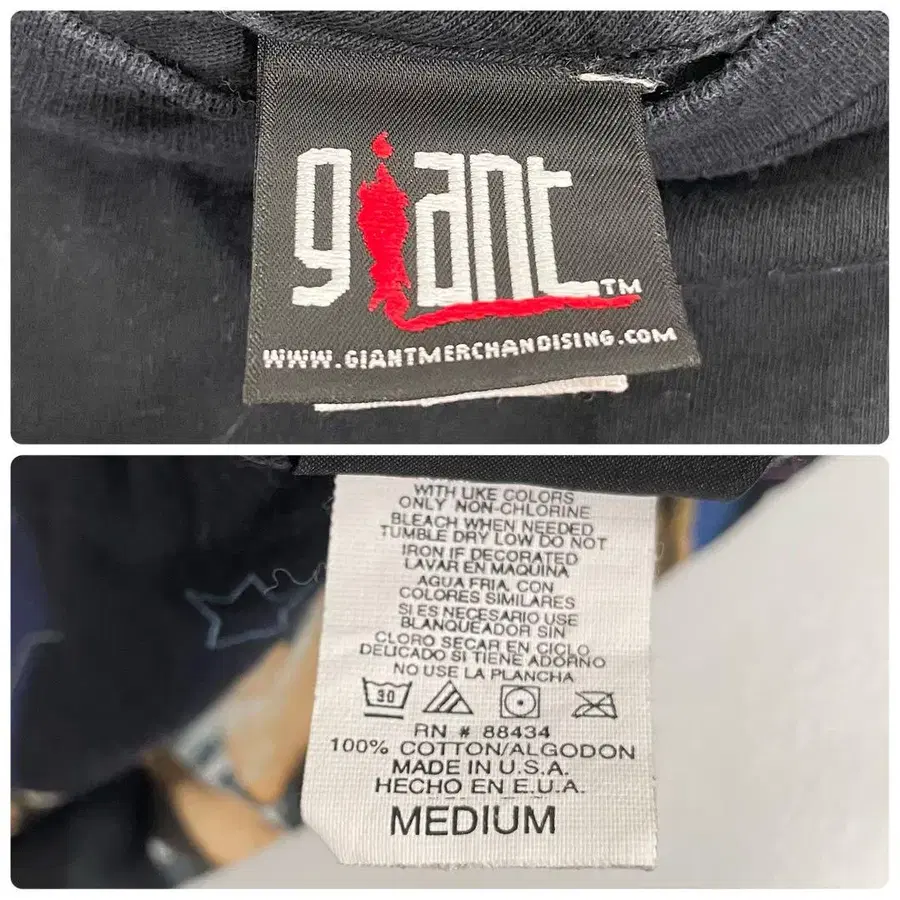 giant™
WWW.GIANTMERCHANDISING.COM
WITH LIKE COLORS
ONLY NON-CHLORINE
BLEACH WHEN NEEDED
TUMBLE DRY LOW DO NOT
IRON IF DECORATED
LAVAR EN MAQUINA
AGUA FRIA, CON
COLORES SIMILARES
SI ES NECESARIO USE
BLANQUEADOR SIN
CLORO SECAR EN CICLO
DELICADO SI TIENE ADORNO
NO USE LA PLANCHA
30
RN # 88434
100% COTTON/ALGODON
MADE IN U.S.A.
HECHO EN E.U.A.
MEDIUM